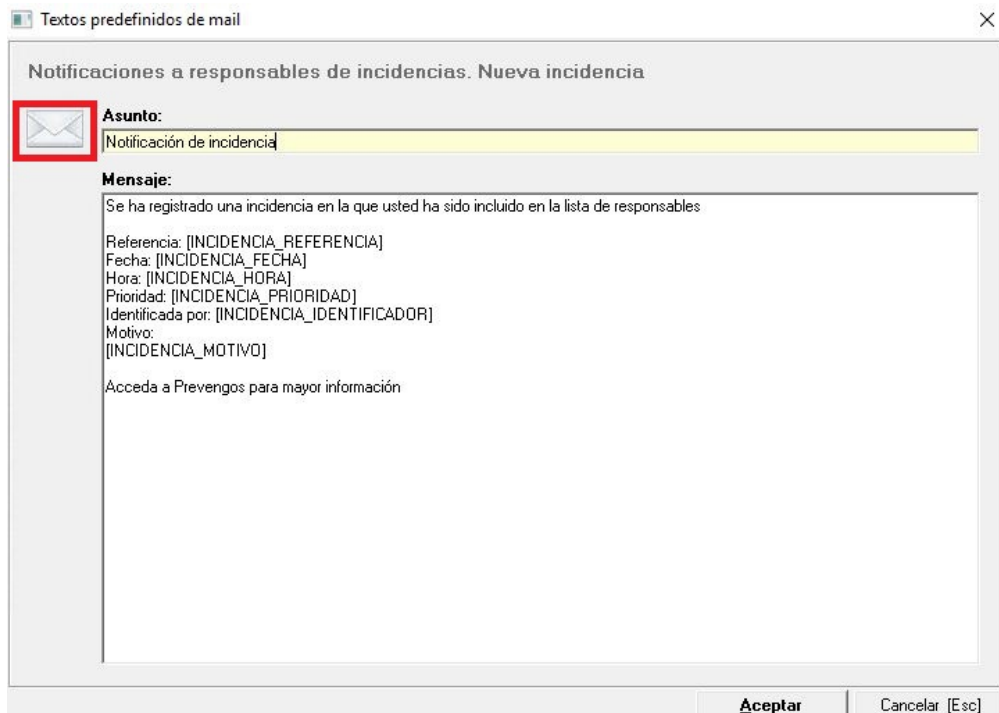 Textos predefinidos de mail
Notificaciones a responsables de incidencias. Nueva incidencia
Asunto:
Notificación de incidencia
Mensaje:
Se ha registrado una incidencia en la que usted ha sido incluido en la lista de responsables
Referencia: [INCIDENCIA_REFERENCIA]
Fecha: [INCIDENCIA_FECHA]
Hora: [INCIDENCIA_HORA]
Prioridad: [INCIDENCIA_PRIORIDAD]
Identificada por: [INCIDENCIA_IDENTIFICADOR]
Motivo:
[INCIDENCIA_MOTIVO]
Acceda a Prevengos para mayor información
Aceptar
Cancelar [Esc]